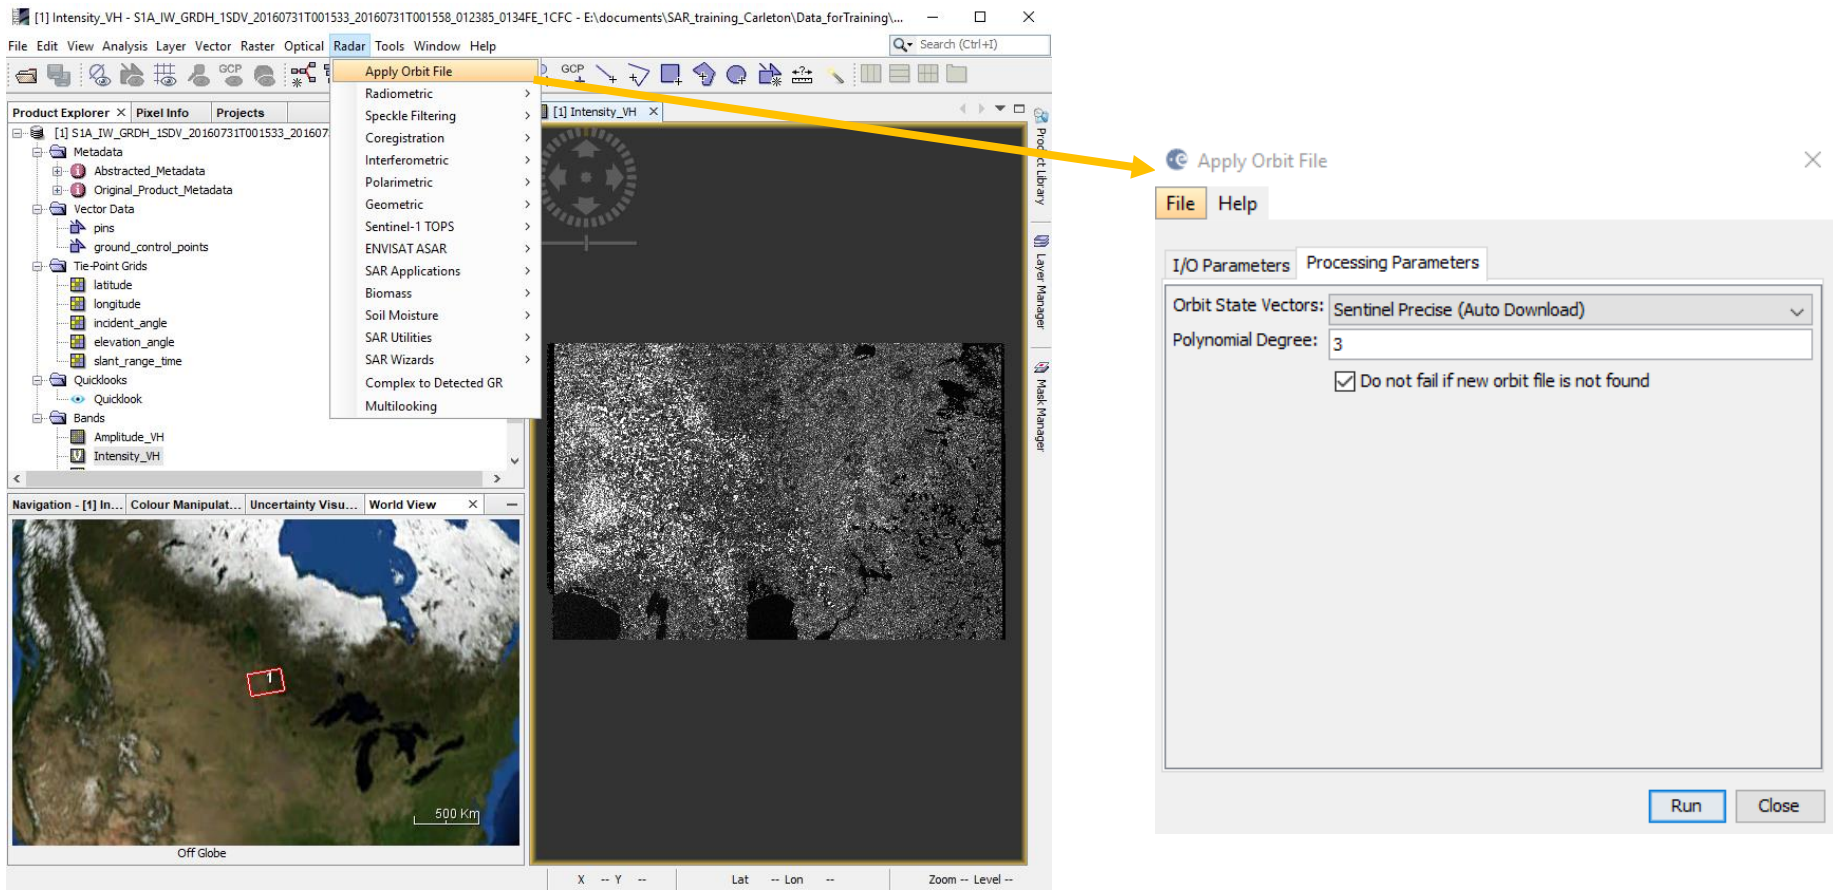 [1] Intensity_VH - S1A_IW_GRDH_1SDV_20160731T001533_20160731T001558_012385_0134FE_1CFC - E:\documents\SAR_training_Carleton\Data_forTraining\...
File Edit View Analysis Layer Vector Raster Optical Radar Tools Window Help
Search (Ctrl+I)
GCP
GCP
Apply Orbit File
Radiometric
Speckle Filtering
Coregistration
Interferometric
Polarimetric
Geometric
Sentinel-1 TOPS
ENVISAT ASAR
SAR Applications
Biomass
Soil Moisture
SAR Utilities
SAR Wizards
Complex to Detected GR
Multilooking
Product Explorer Pixel Info Projects
[1] S1A_IW_GRDH_1SDV_20160731T001533_201607
Metadata
Abstracted_Metadata
Original_Product_Metadata
Vector Data
pins
ground_control_points
Tie-Point Grids
latitude
longitude
incident_angle
elevation_angle
slant_range_time
Quicklooks
Quicklook
Bands
Amplitude_VH
Intensity_VH
Navigation - [1] In... Colour Manipulat... Uncertainty Visu... World View
1
500 Km
Off Globe
[1] Intensity_VH
Product Library
Layer Manager
Mask Manager
X -- Y -- Lat -- Lon -- Zoom -- Level --
Apply Orbit File
File Help
I/O Parameters Processing Parameters
Orbit State Vectors: Sentinel Precise (Auto Download)
Polynomial Degree: 3
Do not fail if new orbit file is not found
Run Close